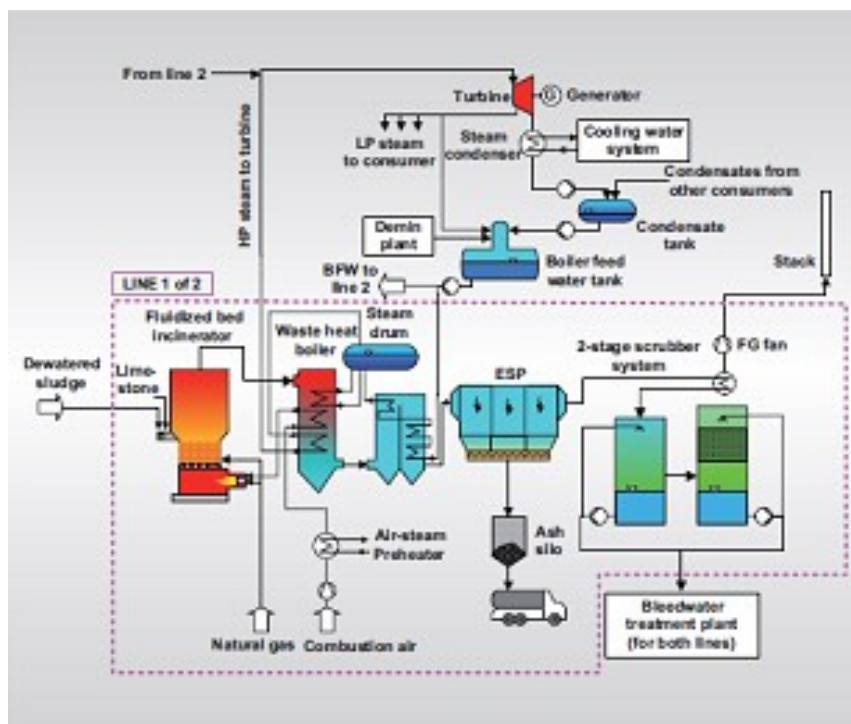 From line 2
Turbine
G
Generator
HP steam to turbine
LP steam
to consumer
Steam
condenser
Cooling water
system
Condensates from
other consumers
Condensate
tank
Demin
plant
Boiler feed
water tank
BFW to
line 2
Stack
LINE 1 of 2
Fluidized bed
incinerator
Waste heat
boiler
Steam
drum
ESP
2-stage scrubber
system
FG fan
Dewatered
sludge
Lime-
stone
Air-steam
Preheater
Ash
silo
Natural gas
Combustion air
Bleedwater
treatment plant
(for both lines)